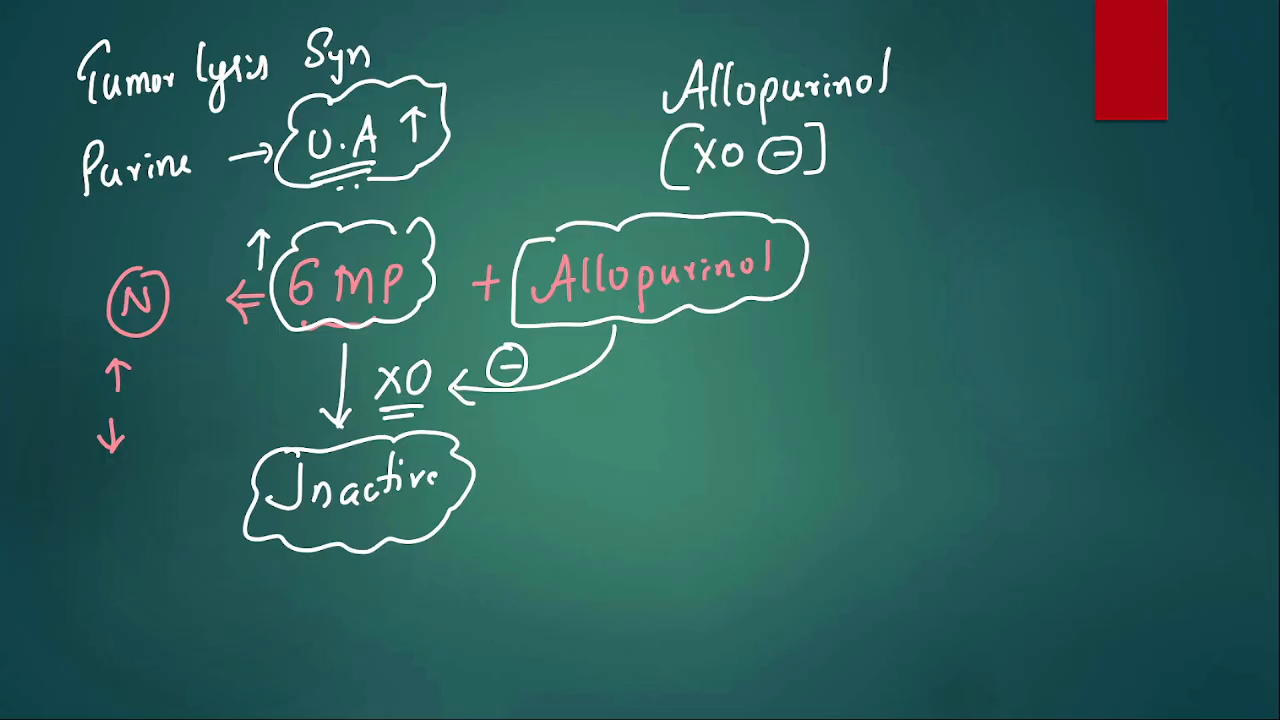 Tumor lysis Syn
Purine → U.A ↑
Allopurinol
[XO ⊖]
N ← ↑ 6 MP + Allopurinol
↑
↓
↓ XO ← ⊖
Inactive